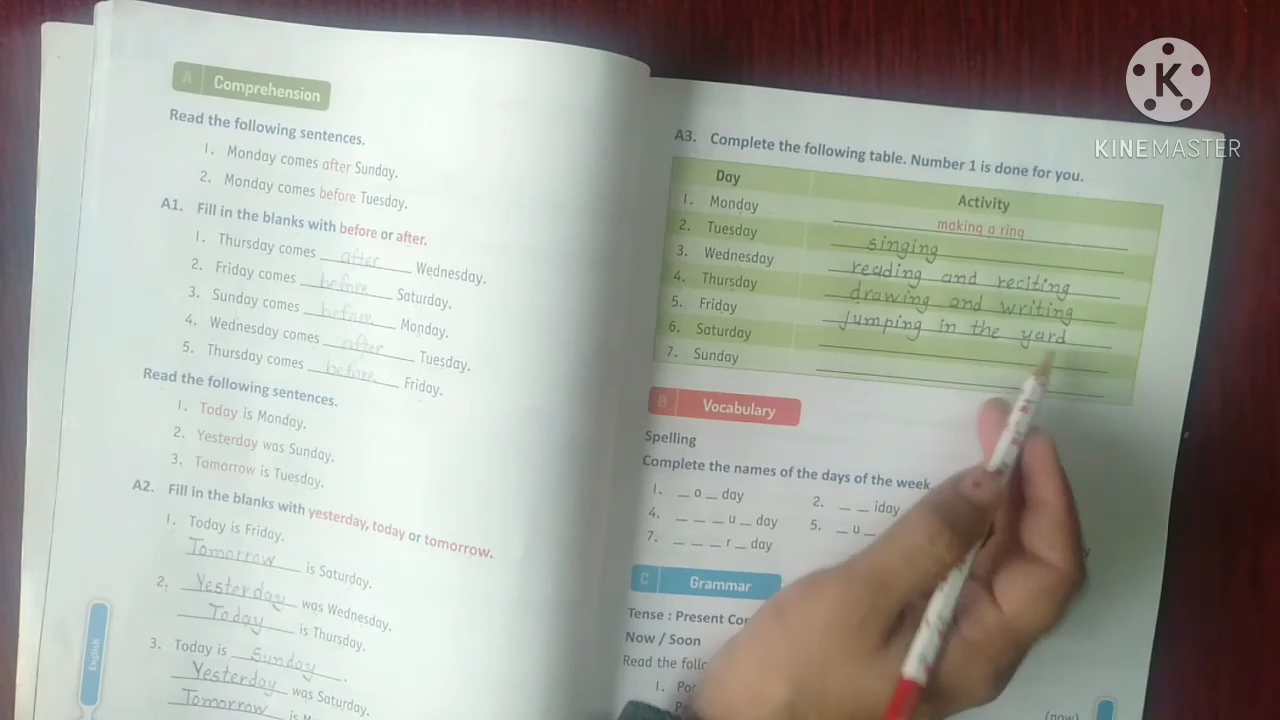 A Comprehension
Read the following sentences.
1. Monday comes after Sunday.
2. Monday comes before Tuesday.
A1. Fill in the blanks with before or after.
1. Thursday comes after Wednesday.
2. Friday comes before Saturday.
3. Sunday comes before Monday.
4. Wednesday comes after Tuesday.
5. Thursday comes before Friday.
Read the following sentences.
1. Today is Monday.
2. Yesterday was Sunday.
3. Tomorrow is Tuesday.
A2. Fill in the blanks with yesterday, today or tomorrow.
1. Today is Friday.
Tomorrow is Saturday.
2. Yesterday was Wednesday.
Today is Thursday.
3. Today is Sunday.
Yesterday was Saturday.
Tomorrow is
English
A3. Complete the following table. Number 1 is done for you.
Day Activity
1. Monday making a ring
2. Tuesday singing
3. Wednesday reading and reciting
4. Thursday drawing and writing
5. Friday jumping in the yard
6. Saturday
7. Sunday
B Vocabulary
Spelling
Complete the names of the days of the week
1. _ o _ day 2. _ _ iday
4. _ _ _ u _ day 5. _ u _
7. _ _ _ r _ day
C Grammar
Tense : Present
Now / Soon
Read the
1.
(now)
K
KINEMASTER